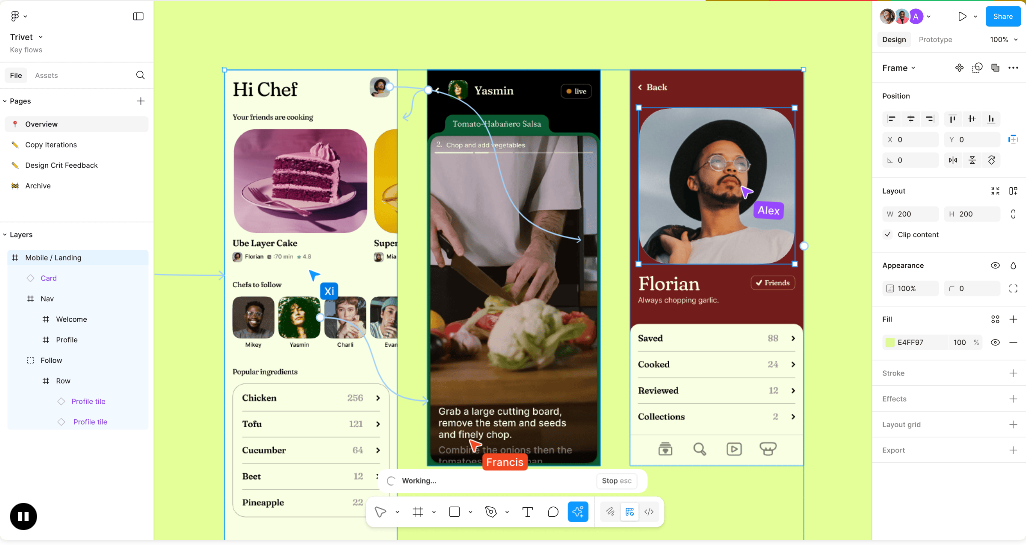 Trivet
Key flows
File
Assets
Pages
Overview
Copy Iterations
Design Crit Feedback
Archive
Layers
Mobile / Landing
Card
Nav
Welcome
Profile
Follow
Row
Profile tile
Profile tile
Hi Chef
Your friends are cooking
Ube Layer Cake
Super
Florian
70 min
4.9
Mia
Xi
Chefs to follow
Mikey
Yasmin
Charli
Evan
Popular ingredients
Chicken 256
Tofu 121
Cucumber 64
Beet 12
Pineapple 22
Yasmin
live
Tomato-Habañero Salsa
2. Chop and add vegetables
Grab a large cutting board,
remove the stem and seeds
and finely chop.
Combine the onions then the
Francis
Back
Alex
Florian
Friends
Always chopping garlic.
Saved 88
Cooked 24
Reviewed 12
Collections 2
Working...
Stop esc
A
Share
Design
Prototype
100%
Frame
Position
X 0
Y 0
0
Layout
W 200
H 200
Clip content
Appearance
100%
0
Fill
E4FF97 100 %
Stroke
Effects
Layout grid
Export